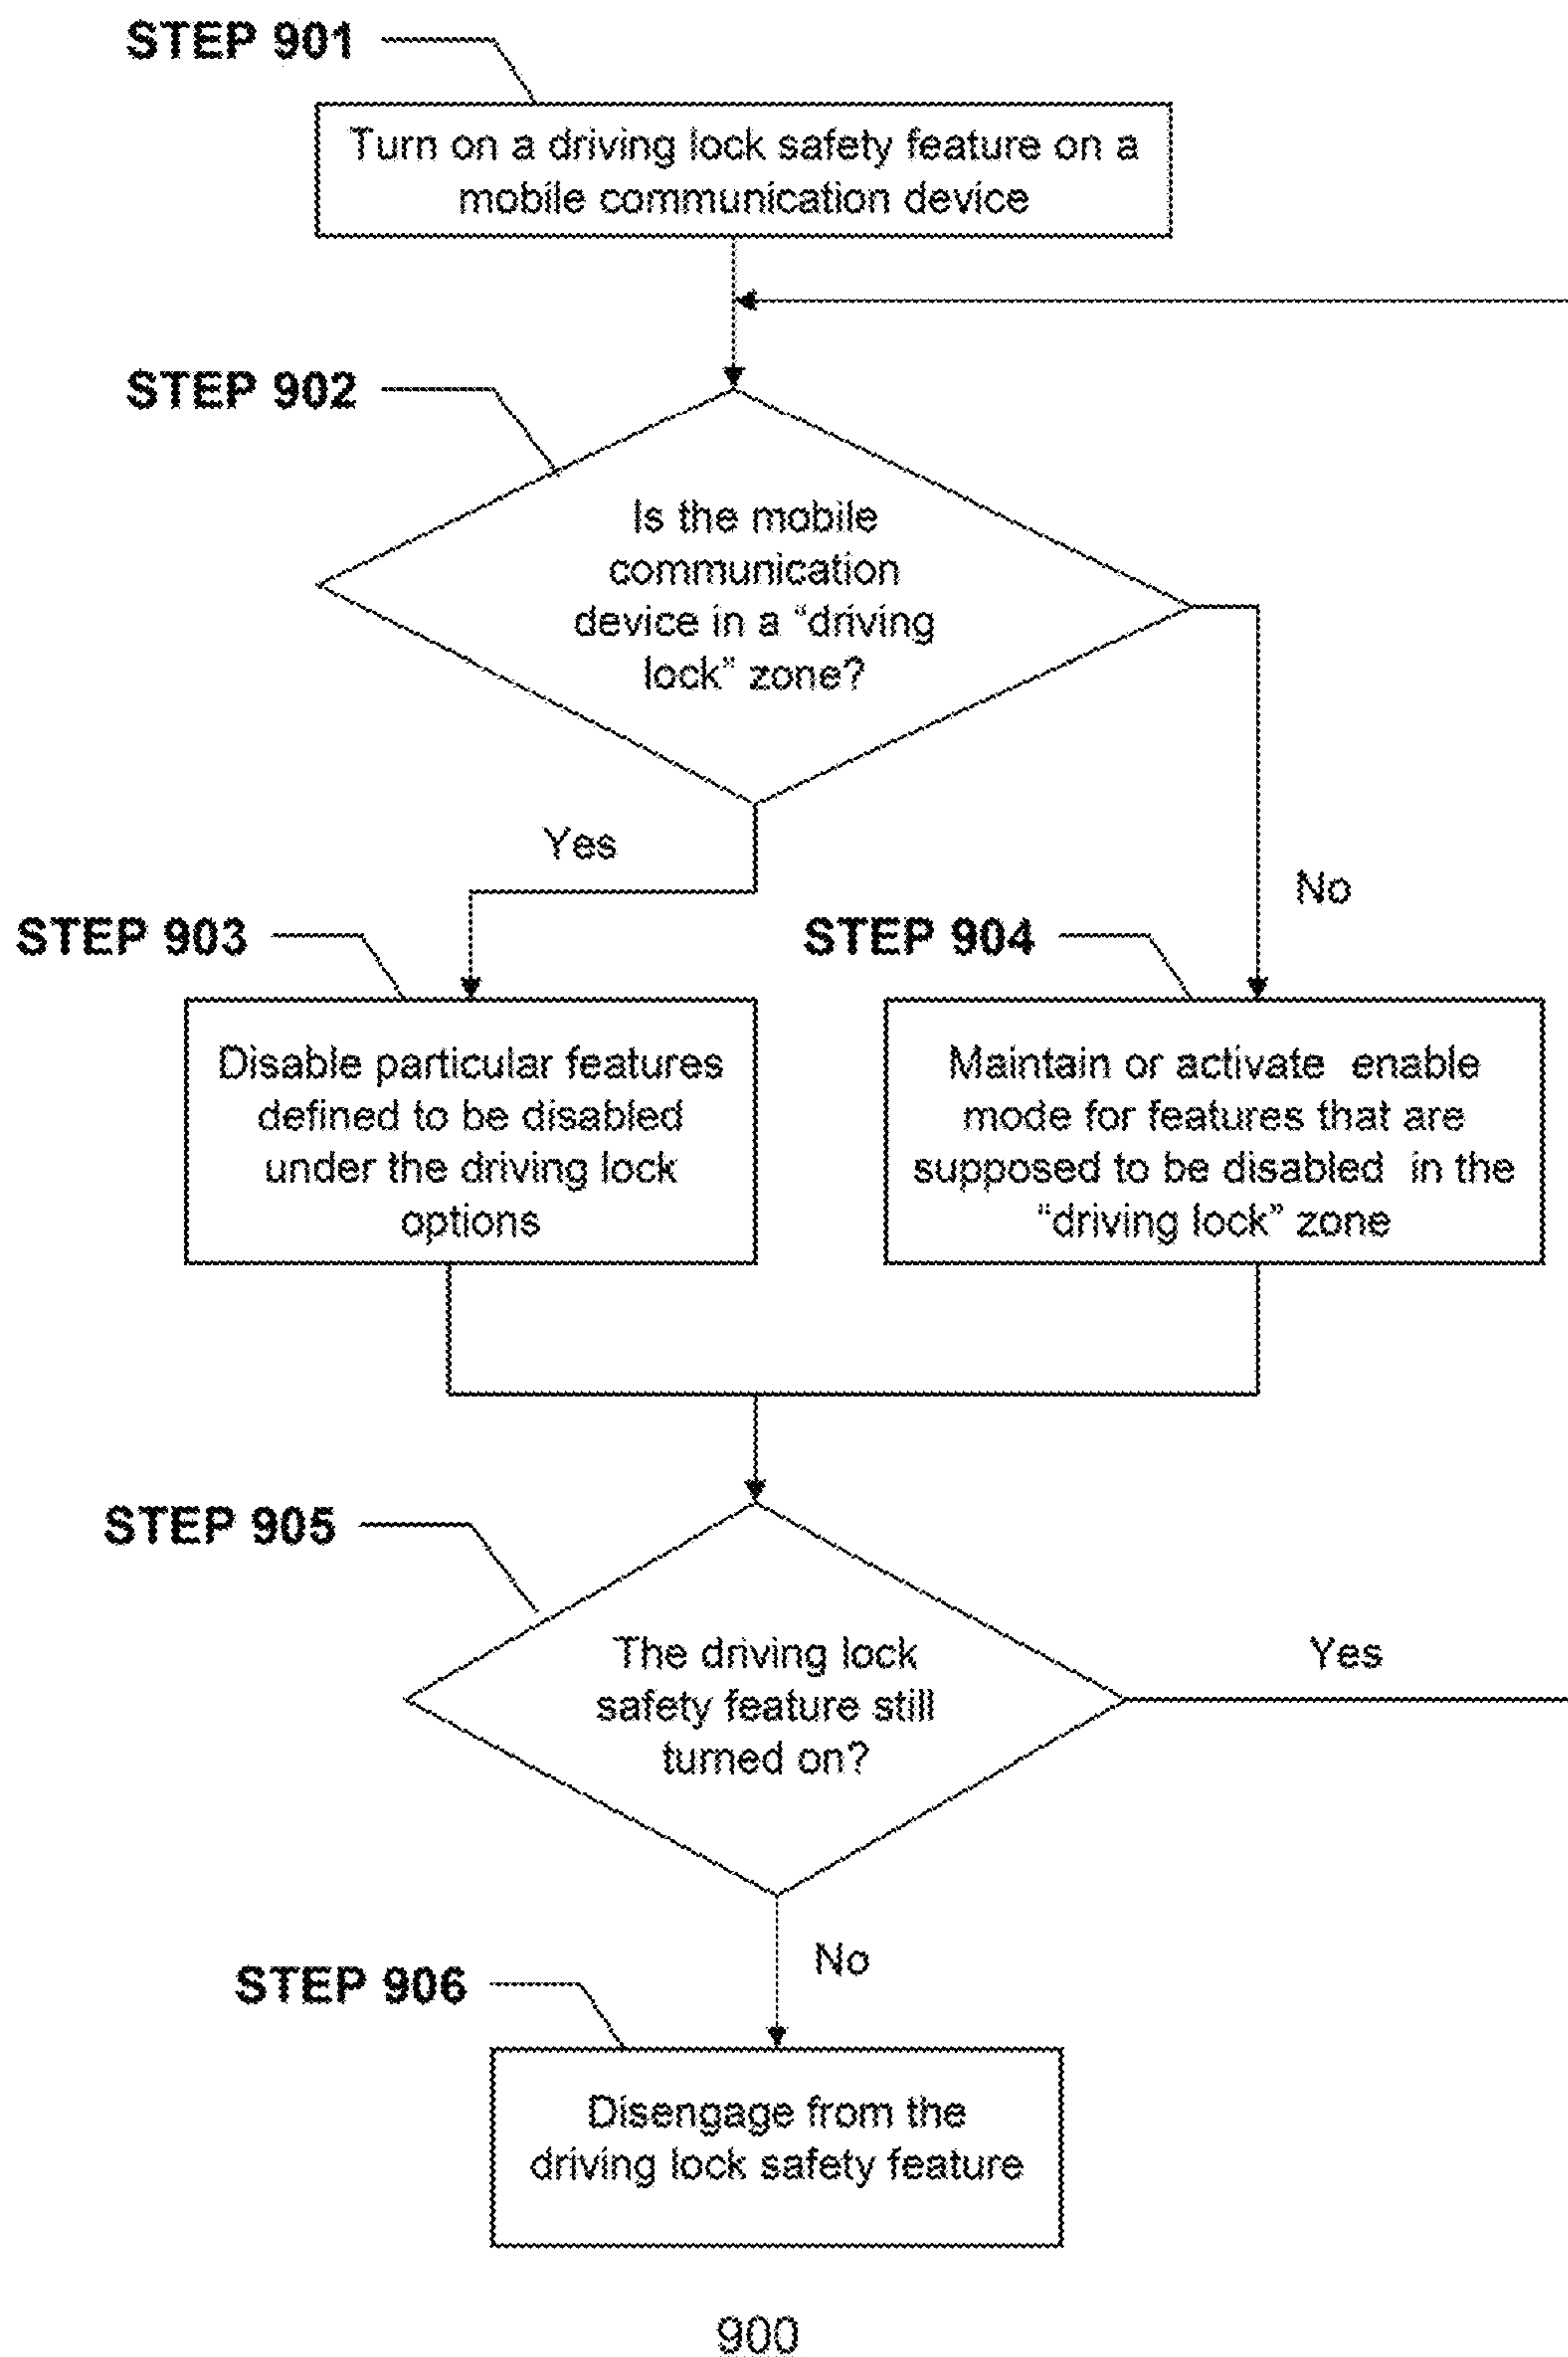 STEP 901
Turn on a driving lock safety feature on a
mobile communication device
STEP 902
Is the mobile
communication
device in a “driving
lock” zone?
Yes
No
STEP 903
STEP 904
Disable particular features
defined to be disabled
under the driving lock
options
Maintain or activate enable
mode for features that are
supposed to be disabled in the
“driving lock” zone
STEP 905
The driving lock
safety feature still
turned on?
Yes
No
STEP 906
Disengage from the
driving lock safety feature
900